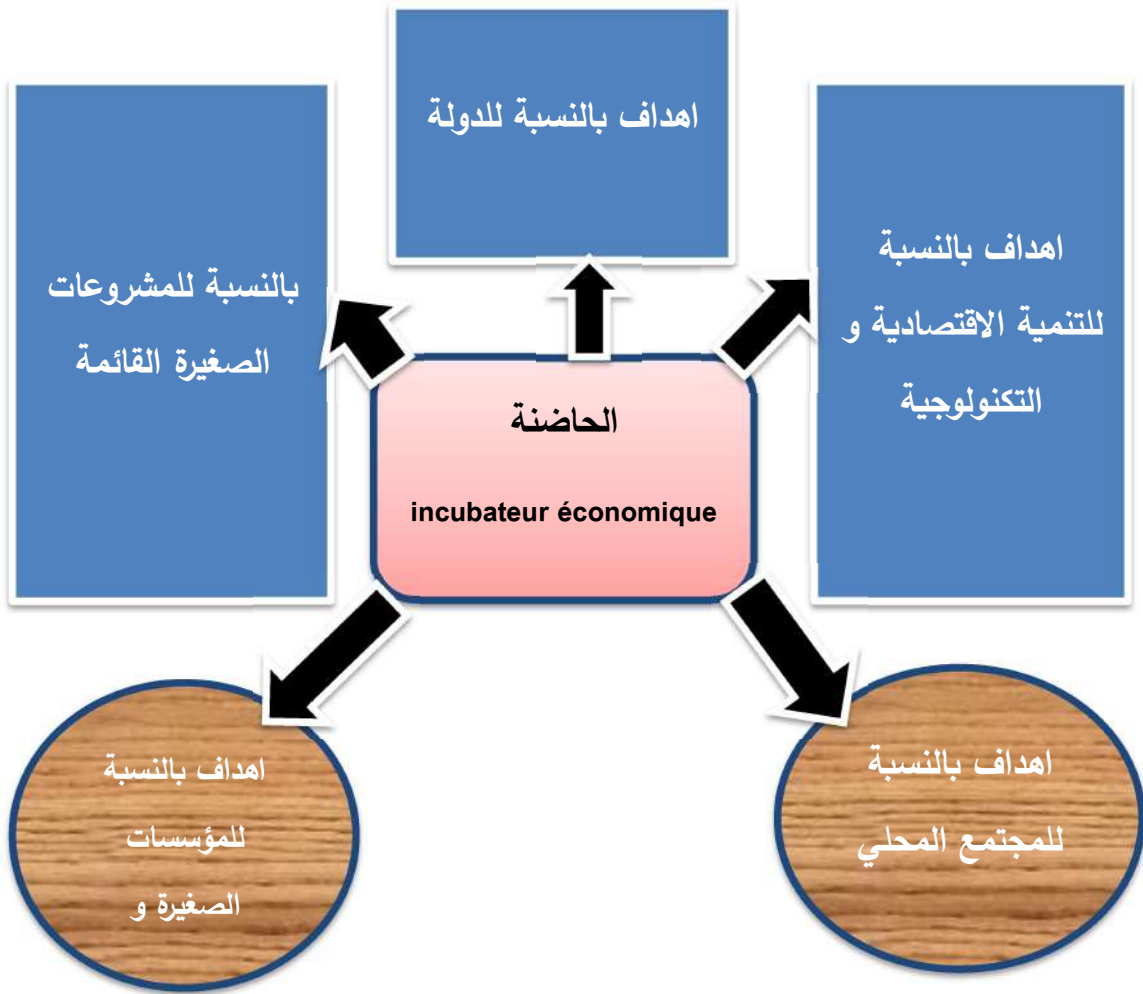 اهداف بالنسبة للدولة
اهداف بالنسبة
للتنمية الاقتصادية و
التكنولوجية
بالنسبة للمشروعات
الصغيرة القائمة
الحاضنة
incubateur économique
اهداف بالنسبة
للمجتمع المحلي
اهداف بالنسبة
للمؤسسات
الصغيرة و